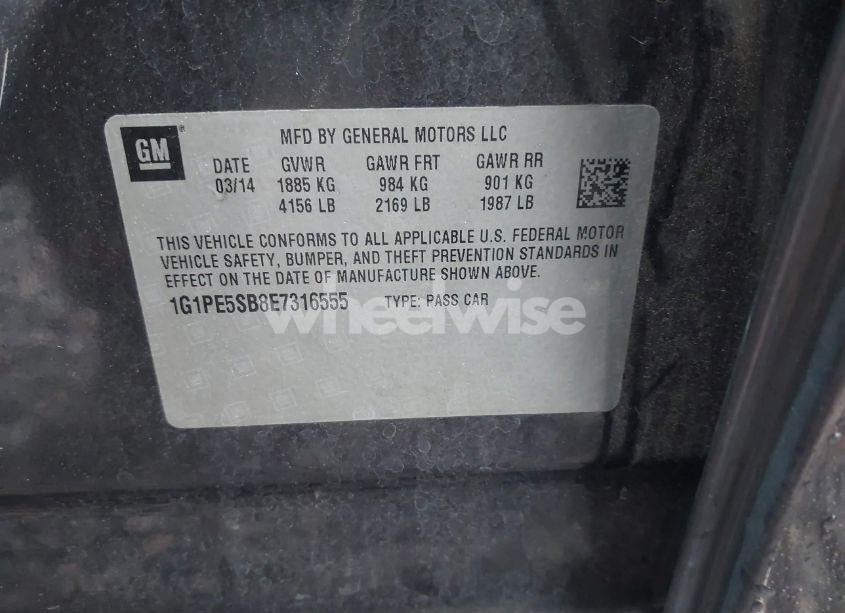 GM
MFD BY GENERAL MOTORS LLC
DATE GVWR GAWR FRT GAWR RR
03/14 1885 KG 984 KG 901 KG
4156 LB 2169 LB 1987 LB
THIS VEHICLE CONFORMS TO ALL APPLICABLE U.S. FEDERAL MOTOR
VEHICLE SAFETY, BUMPER, AND THEFT PREVENTION STANDARDS IN
EFFECT ON THE DATE OF MANUFACTURE SHOWN ABOVE.
1G1PE5SB8E7316555 TYPE: PASS CAR
wheelwise